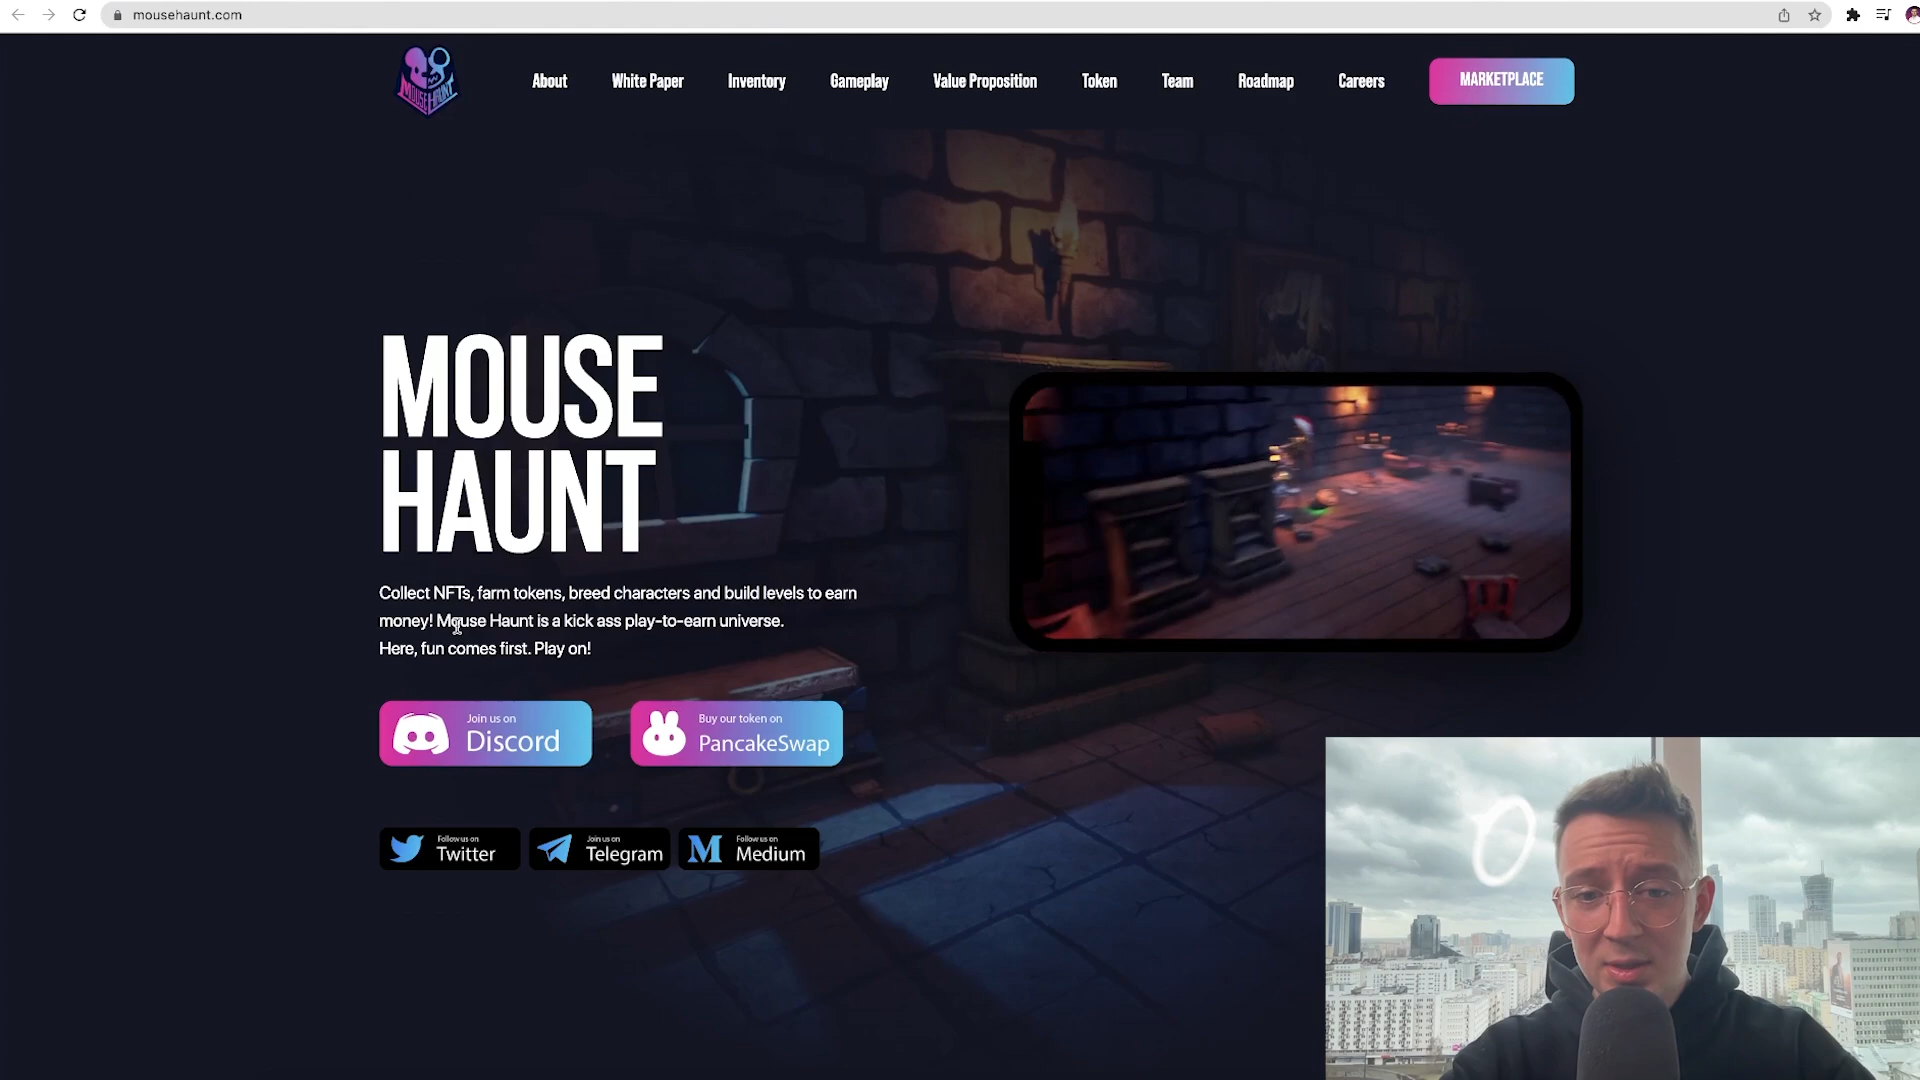 mousehaunt.com
MOUSE HAUNT
About
White Paper
Inventory
Gameplay
Value Proposition
Token
Team
Roadmap
Careers
MARKETPLACE
MOUSE
HAUNT
Collect NFTs, farm tokens, breed characters and build levels to earn
money! Mouse Haunt is a kick ass play-to-earn universe.
Here, fun comes first. Play on!
Join us on
Discord
Buy our token on
PancakeSwap
Follow us on
Twitter
Join us on
Telegram
Follow us on
Medium